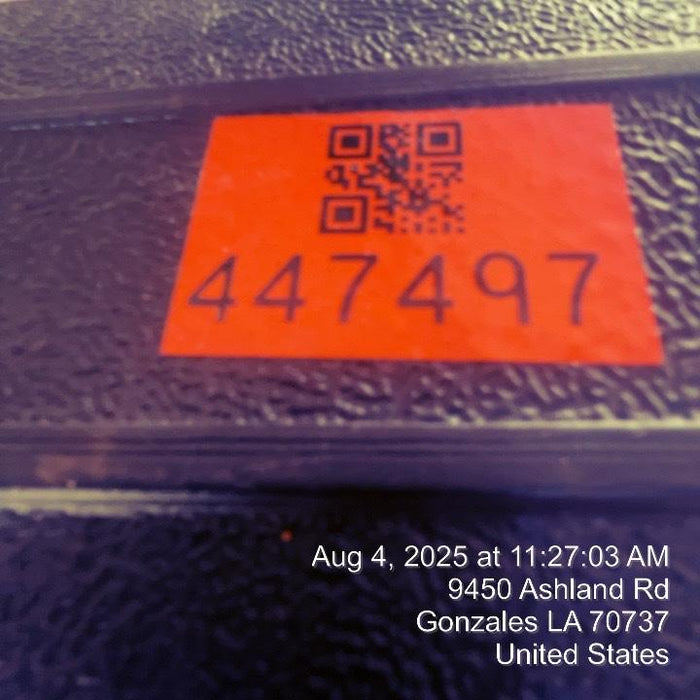 447497
Aug 4, 2025 at 11:27:03 AM
9450 Ashland Rd
Gonzales LA 70737
United States